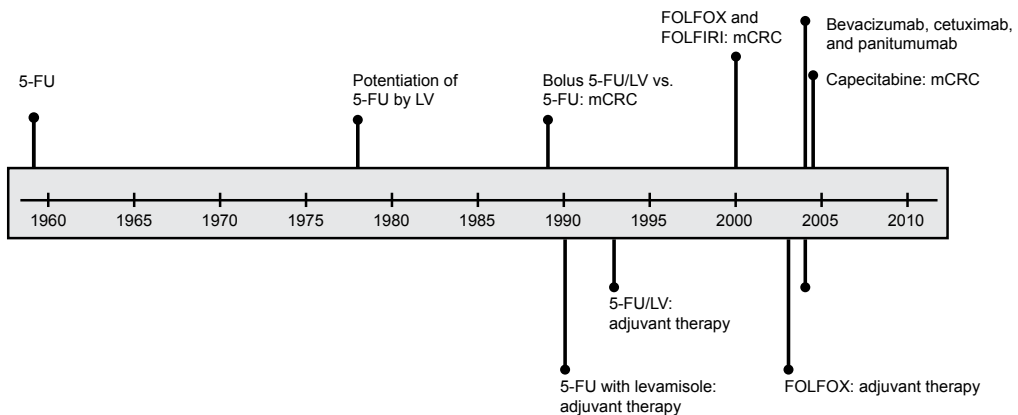 FOLFOX and
FOLFIRI: mCRC
Bevacizumab, cetuximab,
and panitumumab
5-FU
Potentiation of
5-FU by LV
Bolus 5-FU/LV vs.
5-FU: mCRC
Capecitabine: mCRC
1960 1965 1970 1975 1980 1985 1990 1995 2000 2005 2010
5-FU/LV:
adjuvant therapy
5-FU with levamisole:
adjuvant therapy
FOLFOX: adjuvant therapy